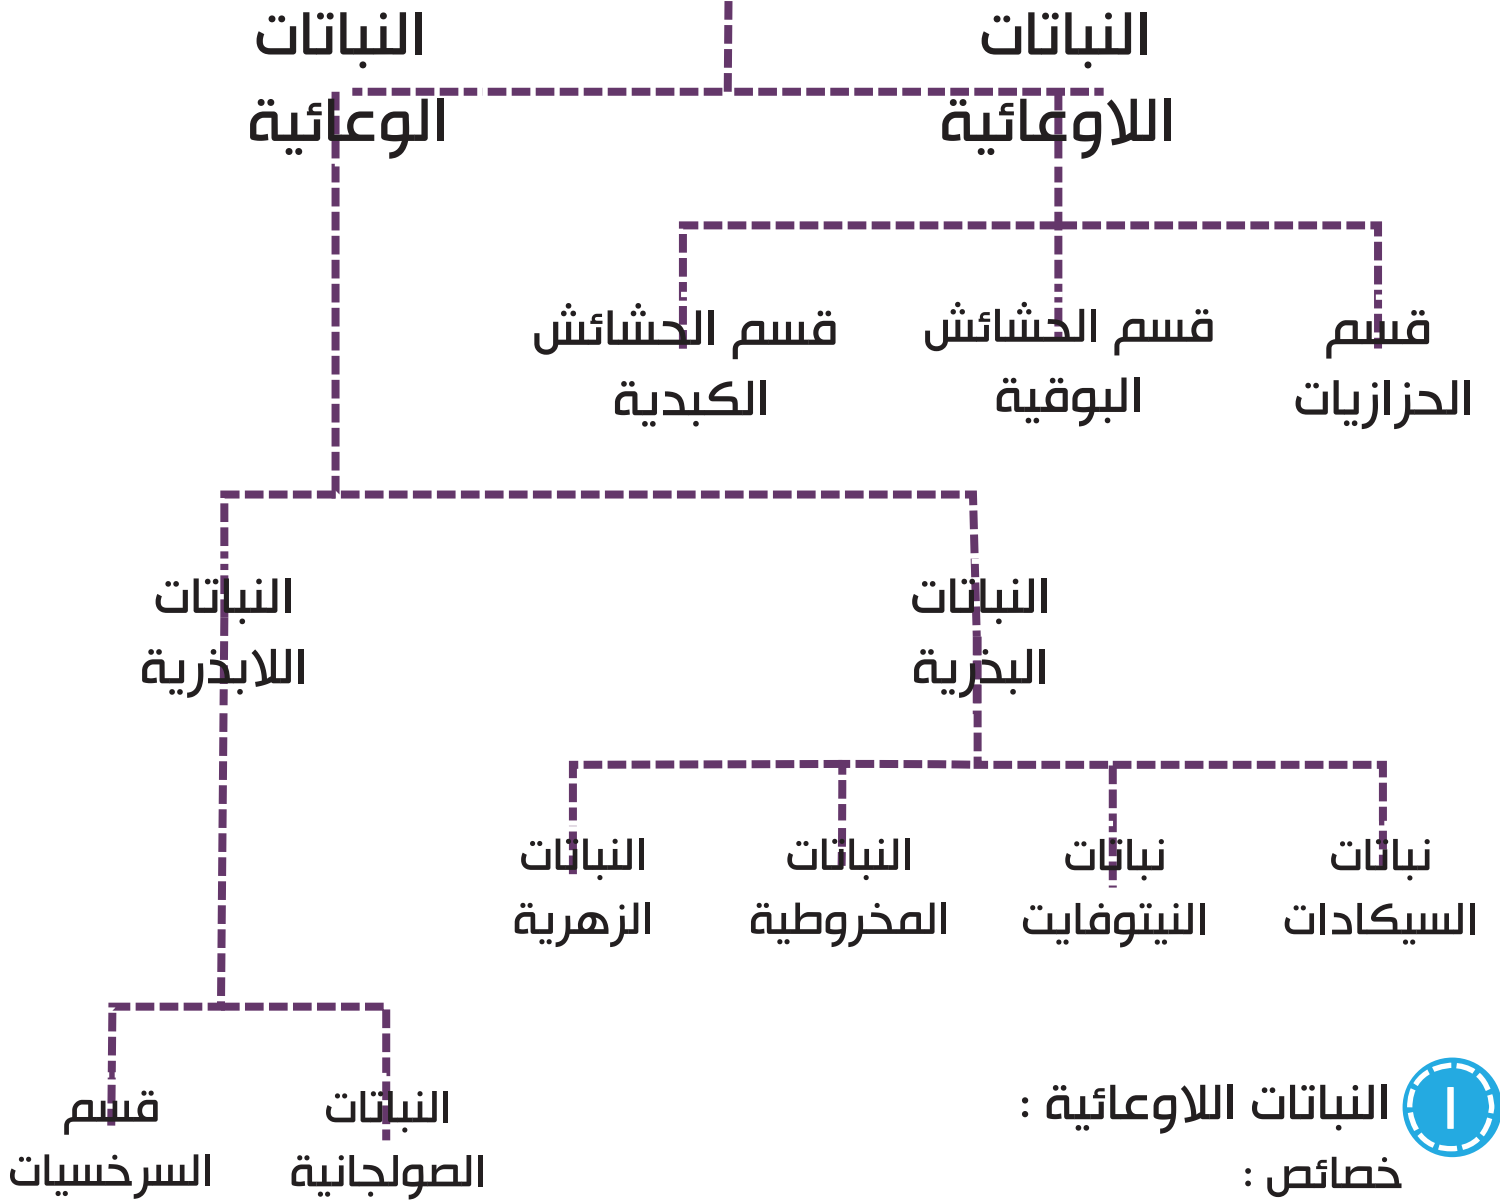 النباتات
اللاوعائية
النباتات
الوعائية
قسم
الحزازيات
قسم الحشائش
البوقية
قسم الحشائش
الكبدية
النباتات
البذرية
النباتات
اللابذرية
نباتات
السيكادات
نباتات
النيتوفايت
النباتات
المخروطية
النباتات
الزهرية
النباتات
الصولجانية
قسم
السرخسيات
١ النباتات اللاوعائية :
خصائص :